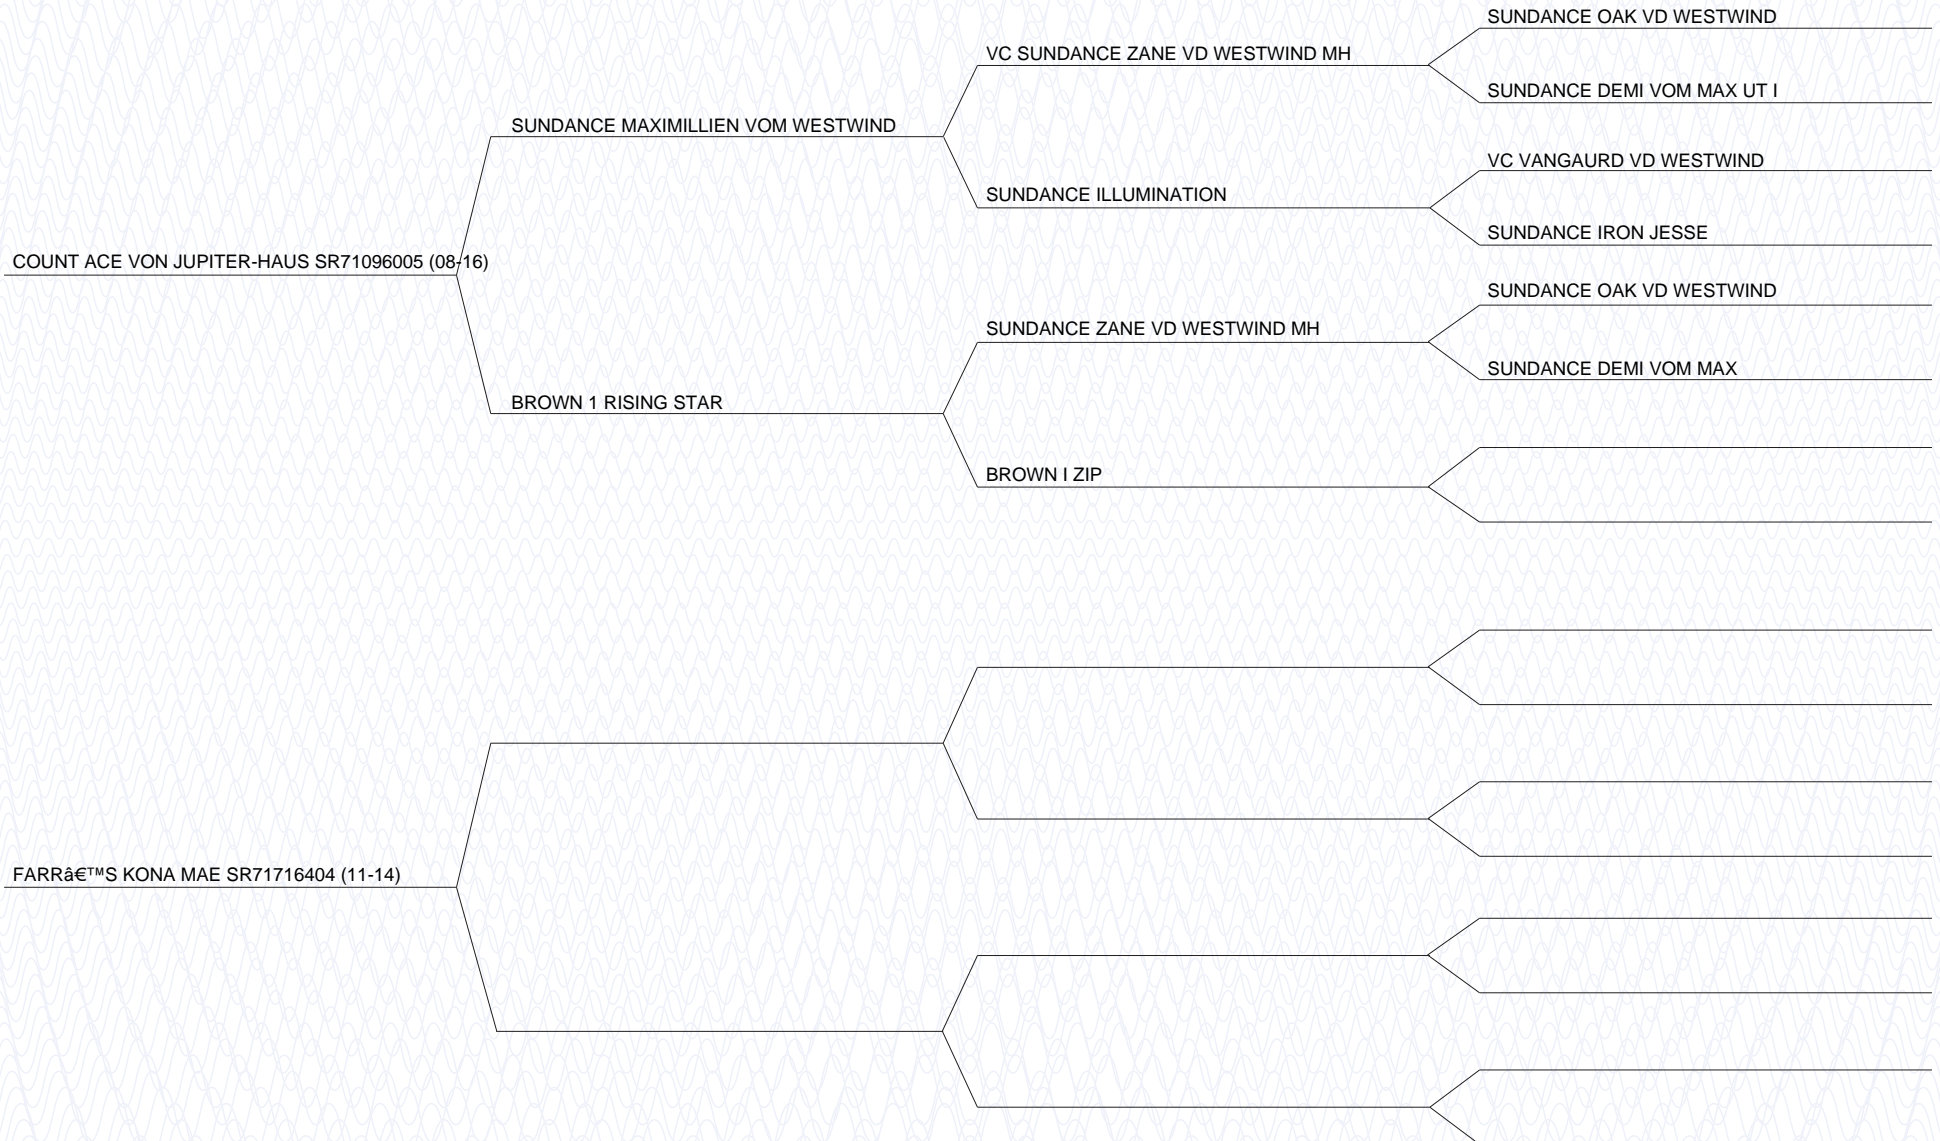 SUNDANCE OAK VD WESTWIND
VC SUNDANCE ZANE VD WESTWIND MH
SUNDANCE DEMI VOM MAX UT I
SUNDANCE MAXIMILLIEN VOM WESTWIND
VC VANGAURD VD WESTWIND
SUNDANCE ILLUMINATION
SUNDANCE IRON JESSE
COUNT ACE VON JUPITER-HAUS SR71096005 (08-16)
SUNDANCE OAK VD WESTWIND
SUNDANCE ZANE VD WESTWIND MH
SUNDANCE DEMI VOM MAX
BROWN 1 RISING STAR
BROWN I ZIP
FARRâ€™S KONA MAE SR71716404 (11-14)